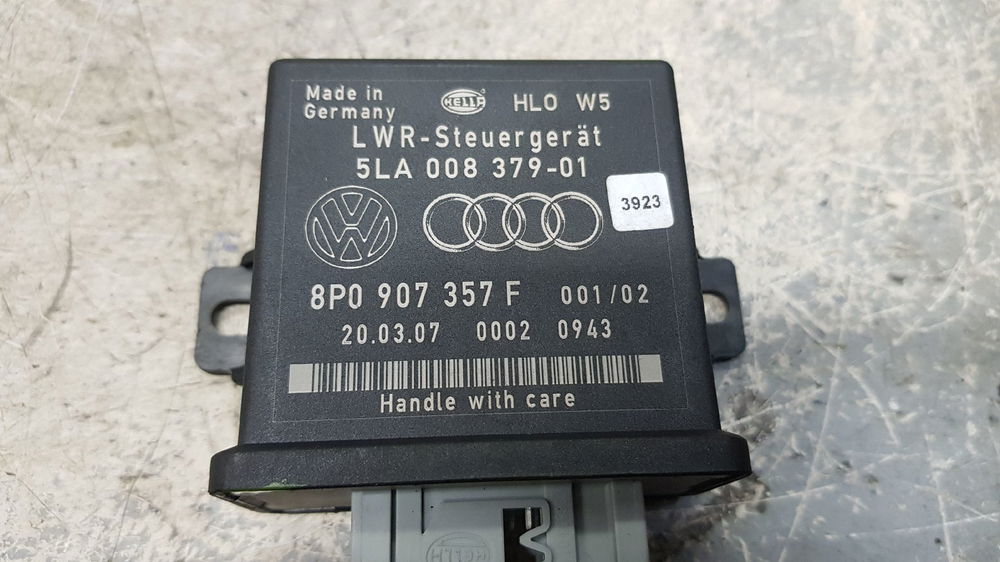 Made in
Germany
HELLA HLO W5
LWR-Steuergerät
5LA 008 379-01
3923
8P0 907 357 F 001/02
20.03.07 0002 0943
Handle with care
HELLA